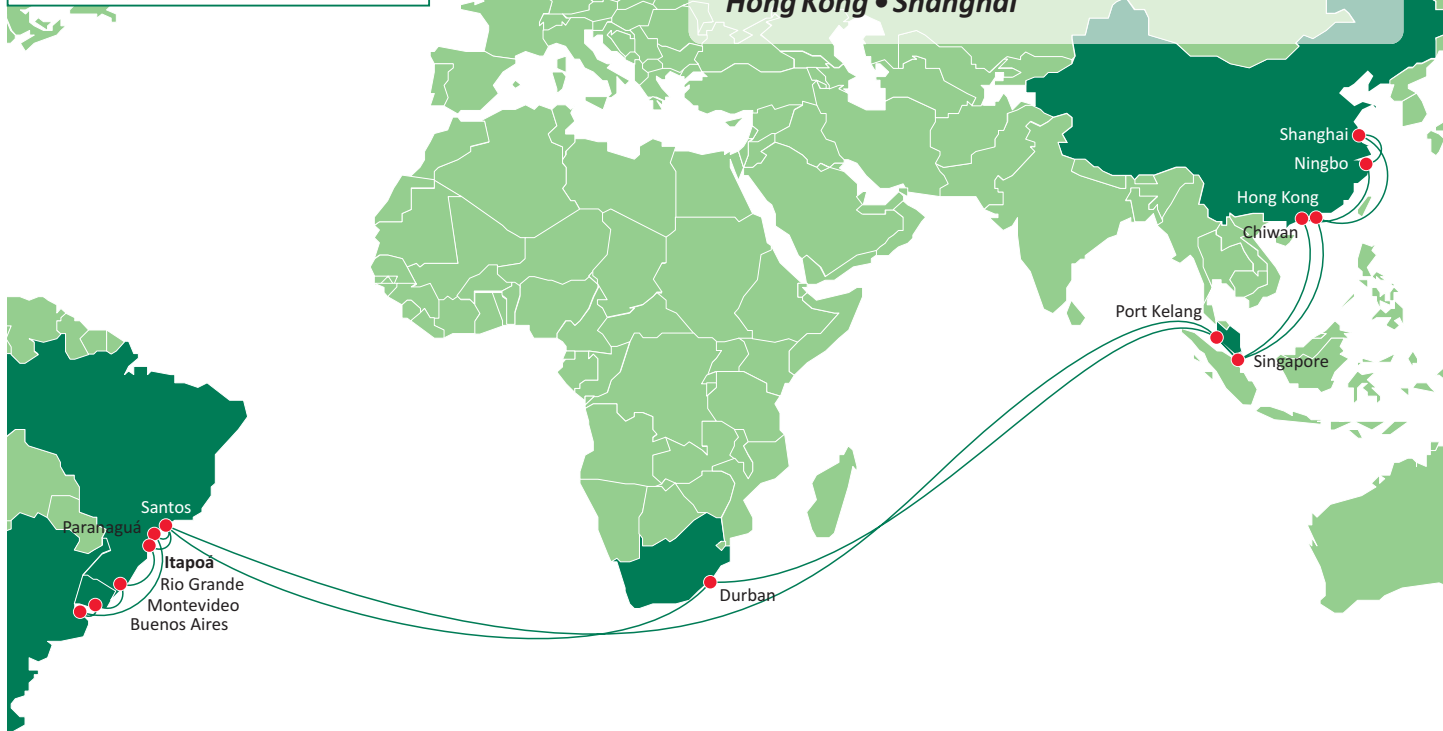 Hong Kong • Shanghai
Shanghai
Ningbo
Hong Kong
Chiwan
Port Kelang
Singapore
Santos
Paranaguá
Itapoá
Rio Grande
Durban
Montevideo
Buenos Aires